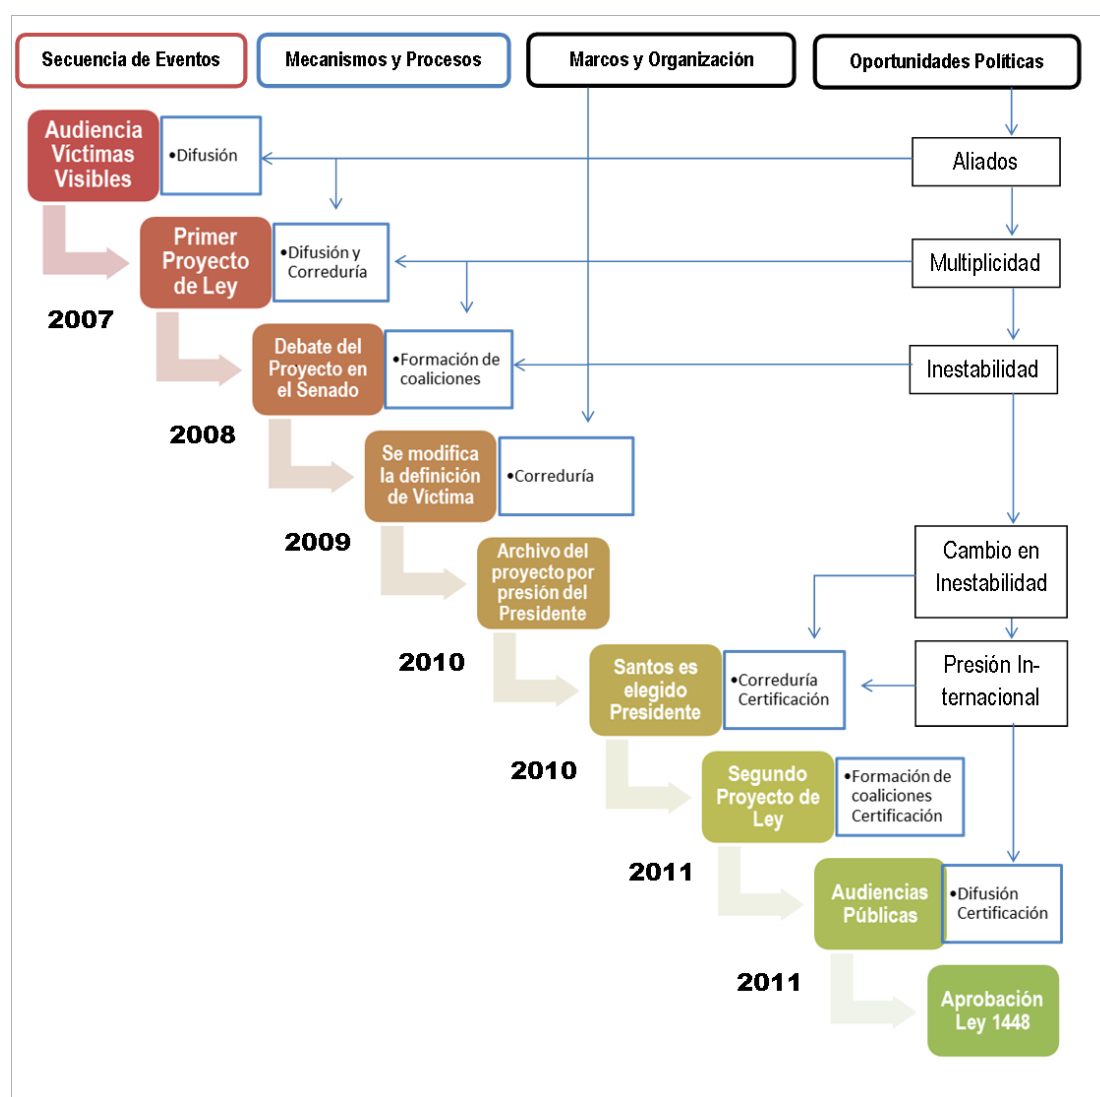 Secuencia de Eventos
Mecanismos y Procesos
Marcos y Organización
Oportunidades Políticas
Audiencia
Víctimas
Visibles
•Difusión
Aliados
Primer
Proyecto
de Ley
•Difusión y
Correduría
Multiplicidad
2007
Debate del
Proyecto en
el Senado
•Formación de
coaliciones
Inestabilidad
2008
Se modifica
la definición
de Víctima
•Correduría
2009
Archivo del
proyecto por
presión del
Presidente
Cambio en
Inestabilidad
2010
Santos es
elegido
Presidente
•Correduría
Certificación
Presión In-
ternacional
2010
Segundo
Proyecto de
Ley
•Formación de
coaliciones
Certificación
2011
Audiencias
Públicas
•Difusión
Certificación
2011
Aprobación
Ley 1448